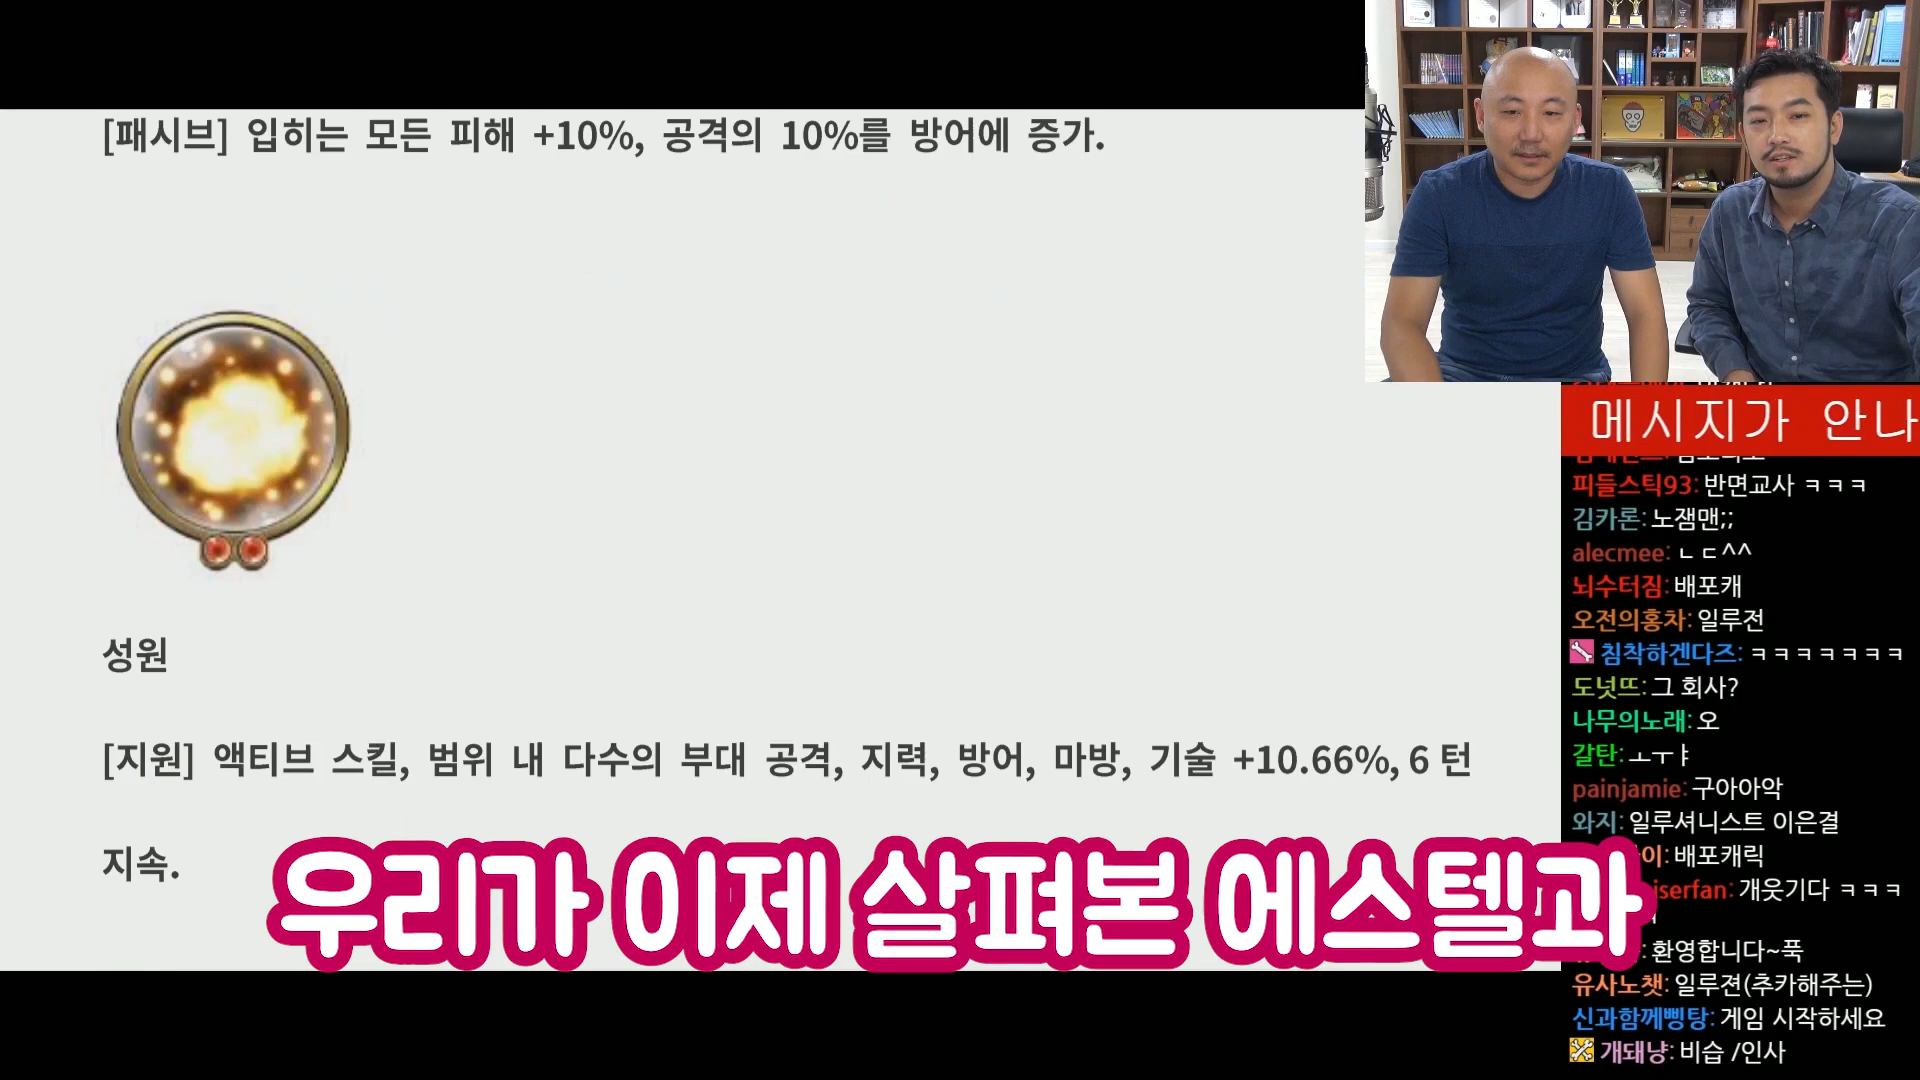 [패시브] 입히는 모든 피해 +10%, 공격의 10%를 방어에 증가.
성원
[지원] 액티브 스킬, 범위 내 다수의 부대 공격, 지력, 방어, 마방, 기술 +10.66%, 6 턴
지속.
우리가 이제 살펴본 에스텔과
메시지가 안나
피들스틱93: 반면교사 ㅋㅋㅋ
김카론: 노잼맨;;
alecmee: ㄴㄷ^^
뇌수터짐: 배포캐
오전의홍차: 일루전
침착하겐다즈: ㅋㅋㅋㅋㅋㅋㅋ
도넛뜨: 그 회사?
나무의노래: 오
갈탄: ㅗㅜㅑ
painjamie: 구아아악
와지: 일루셔니스트 이은결
이: 배포캐릭
serfan: 개웃기다 ㅋㅋㅋ
: 환영합니다~푹
유사노챗: 일루젼(추카해주는)
신과함께삥탕: 게임 시작하세요
개돼냥: 비습 /인사